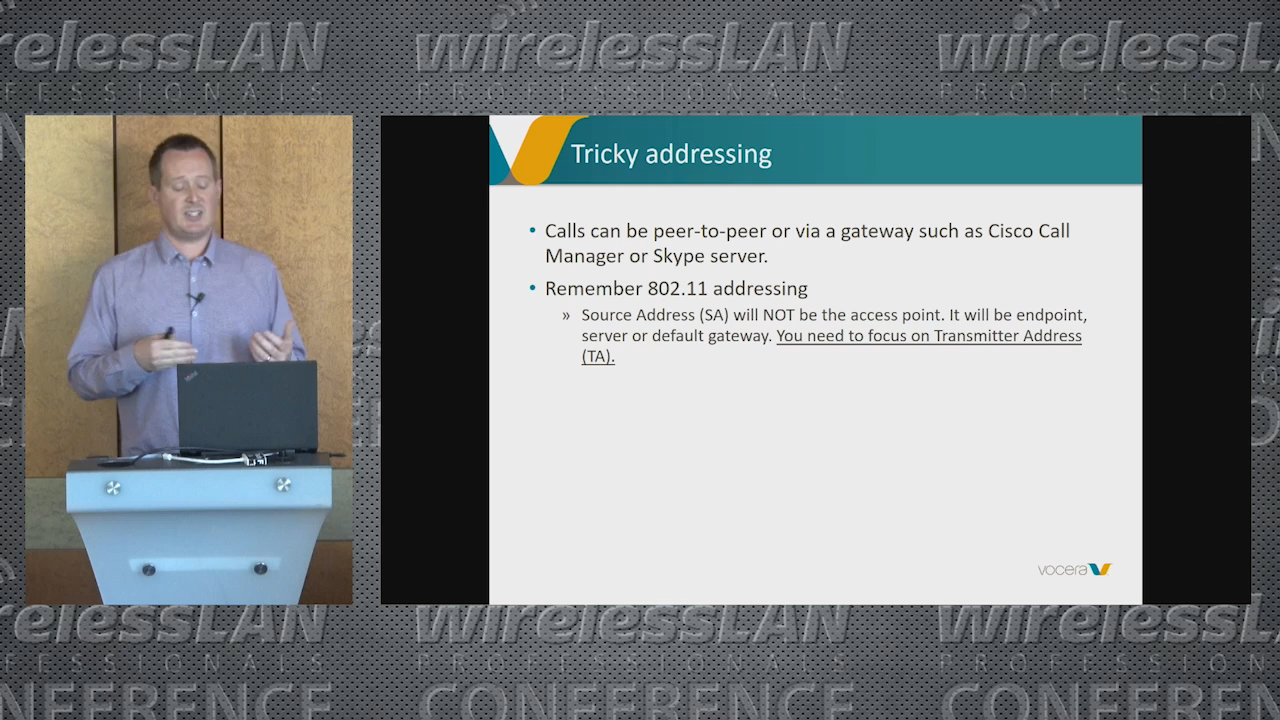 wirelessLAN
PROFESSIONALS
Tricky addressing
• Calls can be peer-to-peer or via a gateway such as Cisco Call
Manager or Skype server.
• Remember 802.11 addressing
» Source Address (SA) will NOT be the access point. It will be endpoint,
server or default gateway. You need to focus on Transmitter Address
(TA).
vocera
wirelessLAN
PROFESSIONALS
CONFERENCE